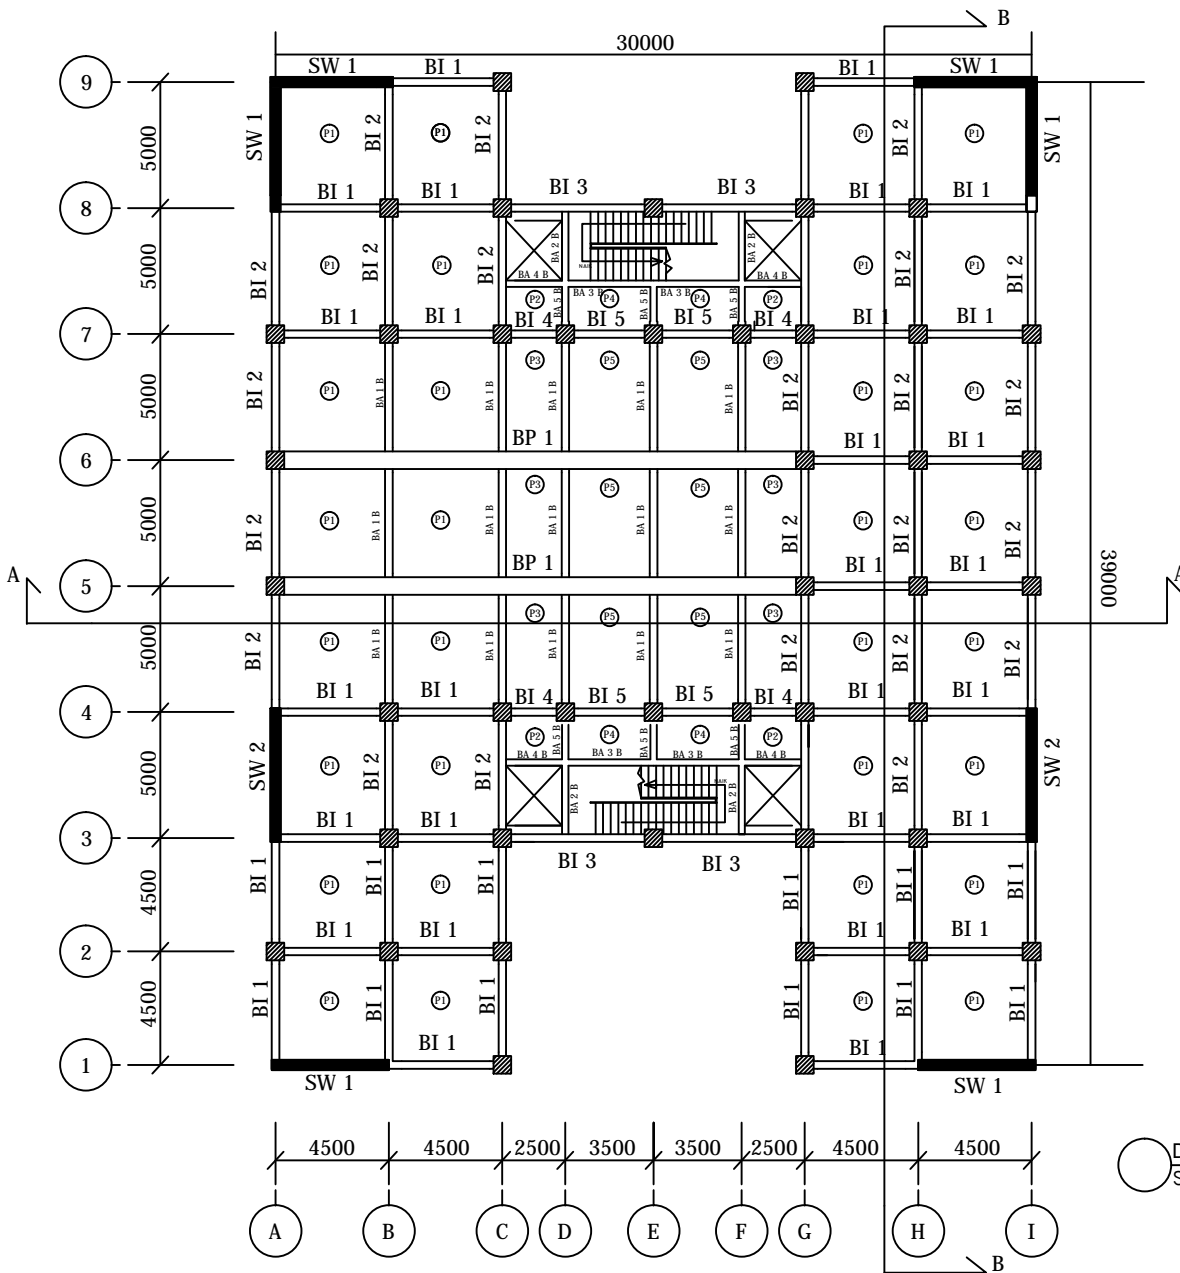 B
30000
SW 1 BI 1 BI 1 SW 1
9
SW 1 P1 BI 2 P1 BI 2 P1 BI 2 P1 SW 1
5000
BI 1 BI 1 BI 3 BI 3 BI 1 BI 1
8
BI 2 P1 BI 2 P1 BI 2 BA 2 B NAIK BA 2 B P1 BI 2 P1 BI 2
5000
BA 4 B BA 4 B
P2 BA 5 B BA 3 B P4 BA 5 B BA 3 B P4 BA 5 B P2
BI 1 BI 1 BI 4 BI 5 BI 5 BI 4 BI 1 BI 1
7
BI 2 P1 BA 1 B P1 BA 1 B P3 BA 1 B P5 P5 BA 1 B P3 BI 2 P1 BI 2 P1 BI 2
5000
BP 1 BI 1 BI 1
6
BI 2 P1 BA 1 B P1 BA 1 B P3 BA 1 B P5 P5 BA 1 B P3 BI 2 P1 BI 2 P1 BI 2
5000
BP 1 BI 1 BI 1
39000
A A
5
BI 2 P1 BA 1 B P1 BA 1 B P3 BA 1 B P5 P5 BA 1 B P3 BI 2 P1 BI 2 P1 BI 2
5000
BI 1 BI 1 BI 4 BI 5 BI 5 BI 4 BI 1 BI 1
4
P2 BA 5 B P4 BA 5 B P4 BA 5 B P2
BA 4 B BA 3 B BA 3 B BA 4 B
SW 2 P1 BI 2 P1 BI 2 BA 2 B NAIK BA 2 B P1 BI 2 P1 SW 2
5000
BI 1 BI 1 BI 1 BI 1
3
BI 3 BI 3
BI 1 P1 BI 1 P1 BI 1 BI 1 P1 BI 1 P1 BI 1
4500
BI 1 BI 1 BI 1 BI 1
2
BI 1 P1 BI 1 P1 BI 1 BI 1 P1 BI 1 P1 BI 1
4500
BI 1 BI 1
1
SW 1 SW 1
4500 4500 2500 3500 3500 2500 4500 4500
D
S
A B C D E F G H I
B